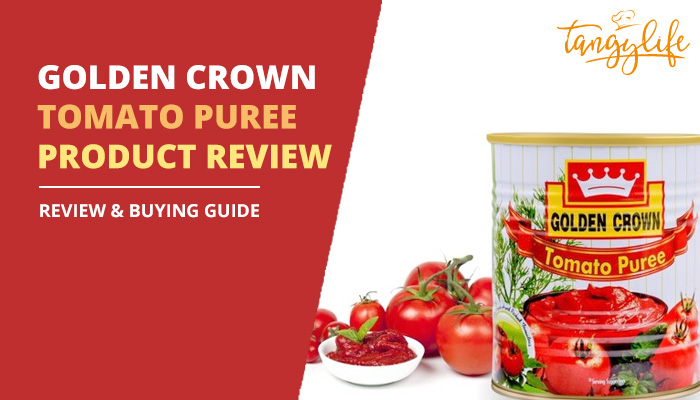 tangylife
GOLDEN CROWN
TOMATO PUREE
PRODUCT REVIEW
REVIEW & BUYING GUIDE
GOLDEN CROWN
Tomato Puree